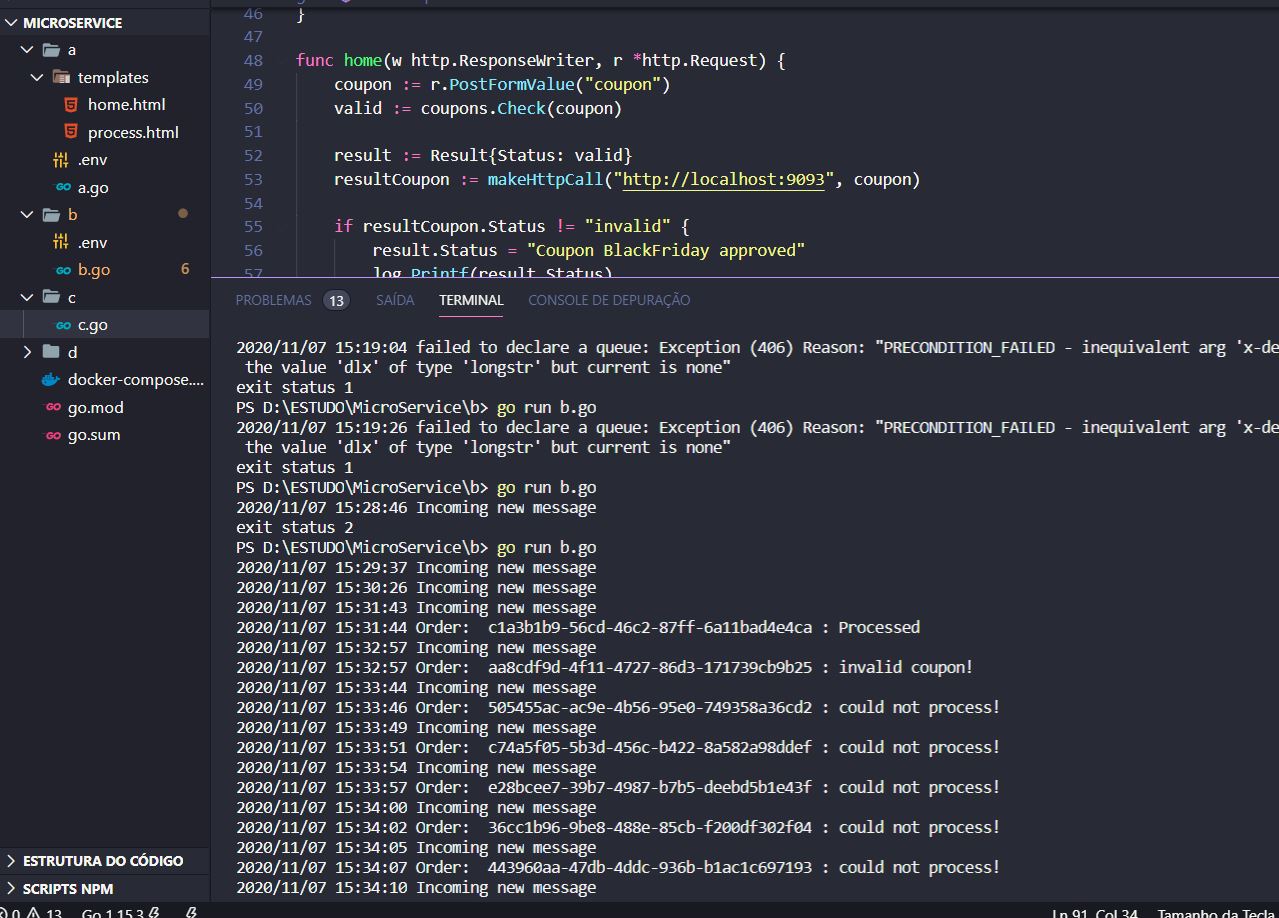 MICROSERVICE
a
templates
home.html
process.html
.env
a.go
b
.env
b.go 6
c
c.go
d
docker-compose....
go.mod
go.sum
ESTRUTURA DO CÓDIGO
SCRIPTS NPM
46 }
47
48 func home(w http.ResponseWriter, r *http.Request) {
49 coupon := r.PostFormValue("coupon")
50 valid := coupons.Check(coupon)
51
52 result := Result{Status: valid}
53 resultCoupon := makeHttpCall("http://localhost:9093", coupon)
54
55 if resultCoupon.Status != "invalid" {
56 result.Status = "Coupon BlackFriday approved"
57 log.Printf(result.Status)
PROBLEMAS 13 SAÍDA TERMINAL CONSOLE DE DEPURAÇÃO
2020/11/07 15:19:04 failed to declare a queue: Exception (406) Reason: "PRECONDITION_FAILED - inequivalent arg 'x-de
the value 'dlx' of type 'longstr' but current is none"
exit status 1
PS D:\ESTUDO\MicroService\b> go run b.go
2020/11/07 15:19:26 failed to declare a queue: Exception (406) Reason: "PRECONDITION_FAILED - inequivalent arg 'x-de
the value 'dlx' of type 'longstr' but current is none"
exit status 1
PS D:\ESTUDO\MicroService\b> go run b.go
2020/11/07 15:28:46 Incoming new message
exit status 2
PS D:\ESTUDO\MicroService\b> go run b.go
2020/11/07 15:29:37 Incoming new message
2020/11/07 15:30:26 Incoming new message
2020/11/07 15:31:43 Incoming new message
2020/11/07 15:31:44 Order:  c1a3b1b9-56cd-46c2-87ff-6a11bad4e4ca : Processed
2020/11/07 15:32:57 Incoming new message
2020/11/07 15:32:57 Order:  aa8cdf9d-4f11-4727-86d3-171739cb9b25 : invalid coupon!
2020/11/07 15:33:44 Incoming new message
2020/11/07 15:33:46 Order:  505455ac-ac9e-4b56-95e0-749358a36cd2 : could not process!
2020/11/07 15:33:49 Incoming new message
2020/11/07 15:33:51 Order:  c74a5f05-5b3d-456c-b422-8a582a98ddef : could not process!
2020/11/07 15:33:54 Incoming new message
2020/11/07 15:33:57 Order:  e28bcee7-39b7-4987-b7b5-deebd5b1e43f : could not process!
2020/11/07 15:34:00 Incoming new message
2020/11/07 15:34:02 Order:  36cc1b96-9be8-488e-85cb-f200df302f04 : could not process!
2020/11/07 15:34:05 Incoming new message
2020/11/07 15:34:07 Order:  443960aa-47db-4ddc-936b-b1ac1c697193 : could not process!
2020/11/07 15:34:10 Incoming new message
0 13 Go 1.15.3 Ln 91, Col 34 Tamanho da Tecla